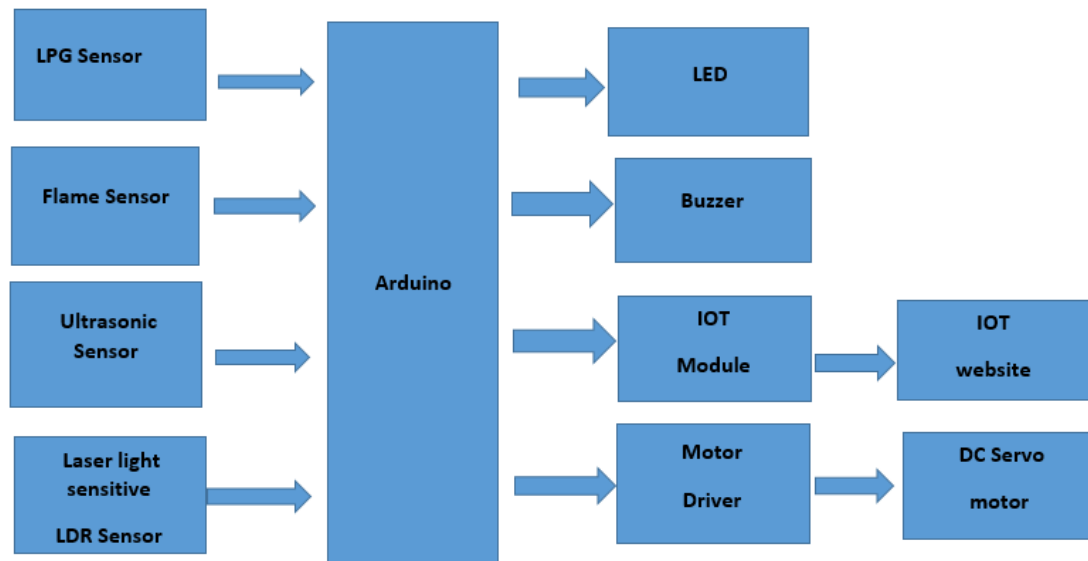 LPG Sensor
LED
Flame Sensor
Buzzer
Arduino
Ultrasonic
Sensor
IOT
Module
IOT
website
Laser light
sensitive
LDR Sensor
Motor
Driver
DC Servo
motor